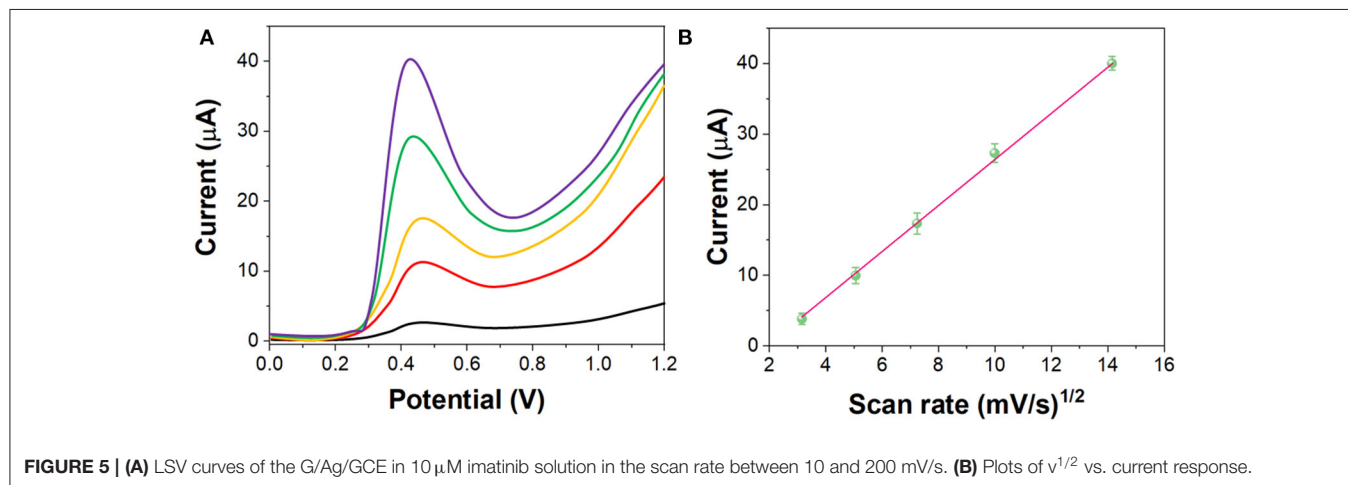 A
B
40
30
20
10
0
Current (μA)
0.0 0.2 0.4 0.6 0.8 1.0 1.2
Potential (V)
40
30
20
10
0
Current (μA)
2 4 6 8 10 12 14 16
Scan rate (mV/s)1/2
FIGURE 5 | (A) LSV curves of the G/Ag/GCE in 10 μM imatinib solution in the scan rate between 10 and 200 mV/s. (B) Plots of v1/2 vs. current response.